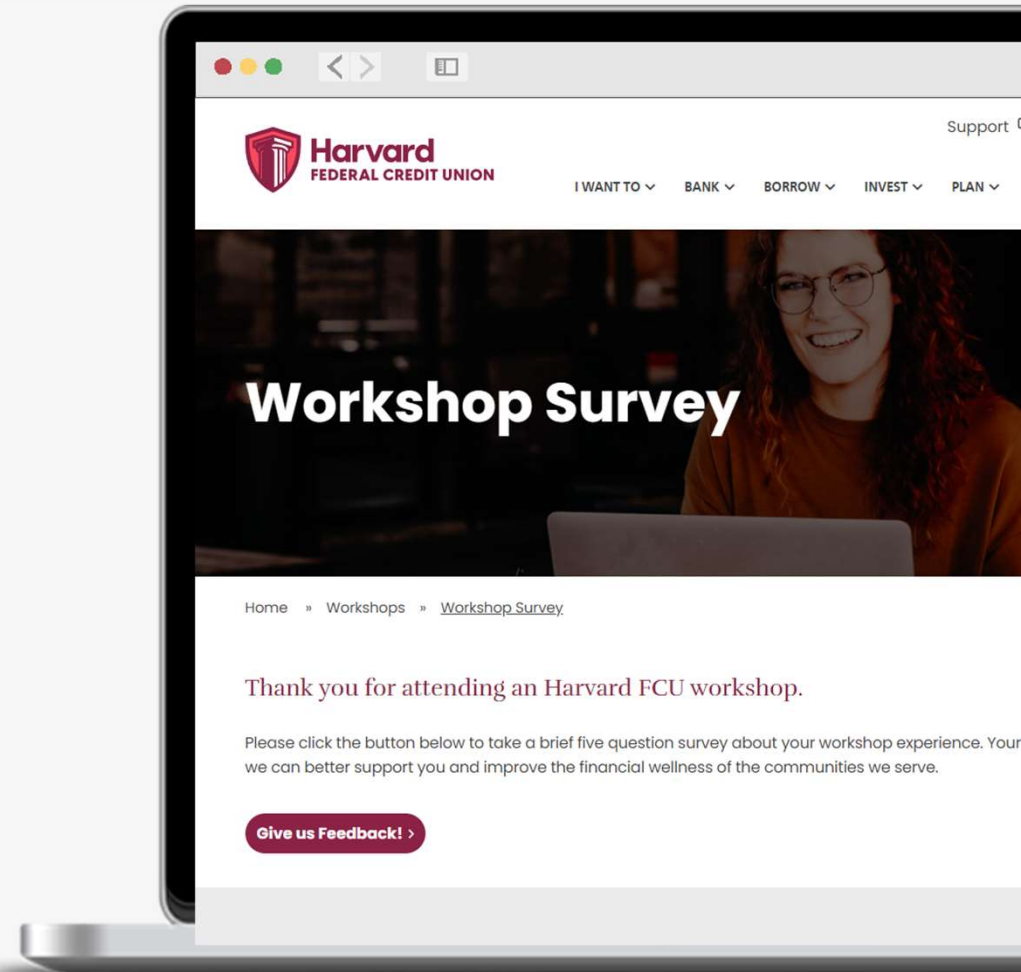 Support
Harvard
FEDERAL CREDIT UNION
I WANT TO BANK BORROW INVEST PLAN
Workshop Survey
Home » Workshops » Workshop Survey
Thank you for attending an Harvard FCU workshop.
Please click the button below to take a brief five question survey about your workshop experience. Your
we can better support you and improve the financial wellness of the communities we serve.
Give us Feedback! >